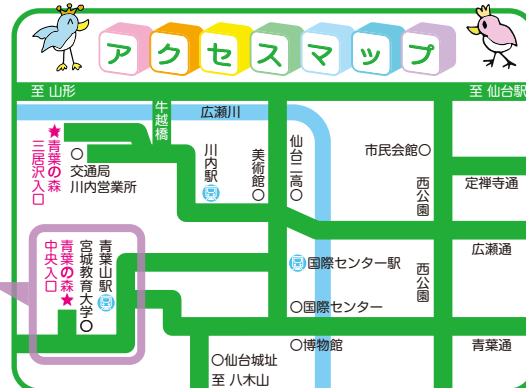 アクセスマップ
至 山形
至 仙台駅
牛越橋
広瀬川
★青葉の森
三居沢入口
○
交通局
川内営業所
川内駅
美術館○
仙台二高○
市民会館○
西公園
定禅寺通
広瀬通
西公園
国際センター駅
○国際センター
○博物館
青葉通
青葉山駅
宮城教育大学○
青葉の森★
中央入口
○仙台城址
至 八木山